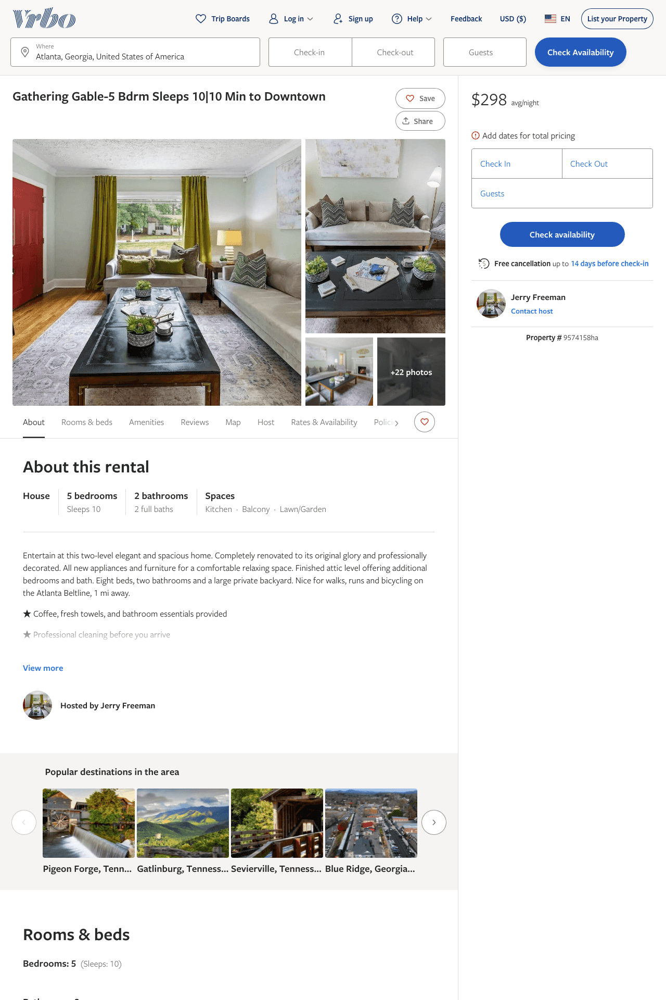 Vrbo
Trip Boards
Log in
Sign up
Help
Feedback
USD ($)
EN
List your Property
Where
Atlanta, Georgia, United States of America
Check-in
Check-out
Guests
Check Availability
Gathering Gable-5 Bdrm Sleeps 10|10 Min to Downtown
Save
Share
+22 photos
$298 avg/night
Add dates for total pricing
Check In
Check Out
Guests
Check availability
Free cancellation up to 14 days before check-in
Jerry Freeman
Contact host
Property # 9574158ha
About
Rooms & beds
Amenities
Reviews
Map
Host
Rates & Availability
About this rental
House
5 bedrooms
Sleeps 10
2 bathrooms
2 full baths
Spaces
Kitchen · Balcony · Lawn/Garden
Entertain at this two-level elegant and spacious home. Completely renovated to its original glory and professionally
decorated. All new appliances and furniture for a comfortable relaxing space. Finished attic level offering additional
bedrooms and bath. Eight beds, two bathrooms and a large private backyard. Nice for walks, runs and bicycling on
the Atlanta Beltline, 1 mi away.
★ Coffee, fresh towels, and bathroom essentials provided
★ Professional cleaning before you arrive
View more
Hosted by Jerry Freeman
Popular destinations in the area
Pigeon Forge, Tenn...
Gatlinburg, Tenness...
Sevierville, Tenness...
Blue Ridge, Georgia...
Rooms & beds
Bedrooms: 5 (Sleeps: 10)